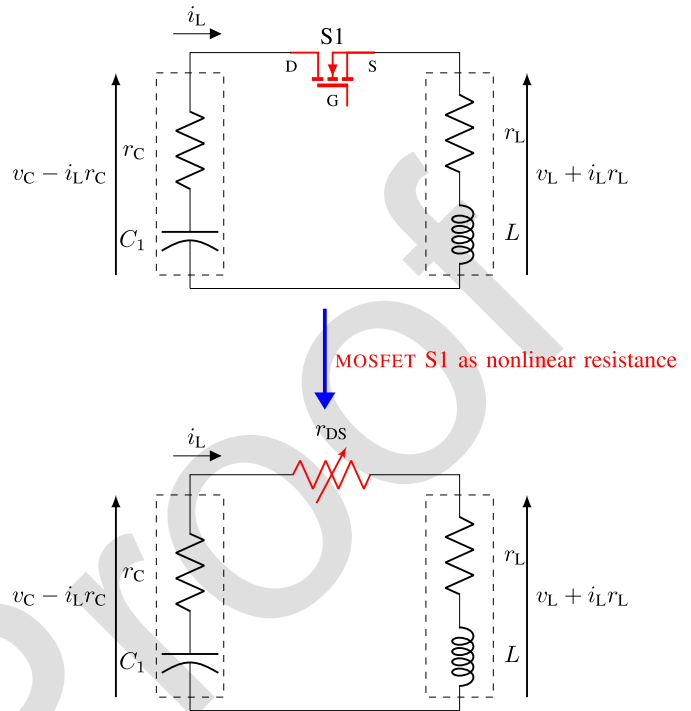 i_L
S1
D
S
G
r_C
r_L
v_C − i_L r_C
v_L + i_L r_L
C_1
L
MOSFET S1 as nonlinear resistance
r_DS
i_L
r_C
r_L
v_C − i_L r_C
v_L + i_L r_L
C_1
L
Proof